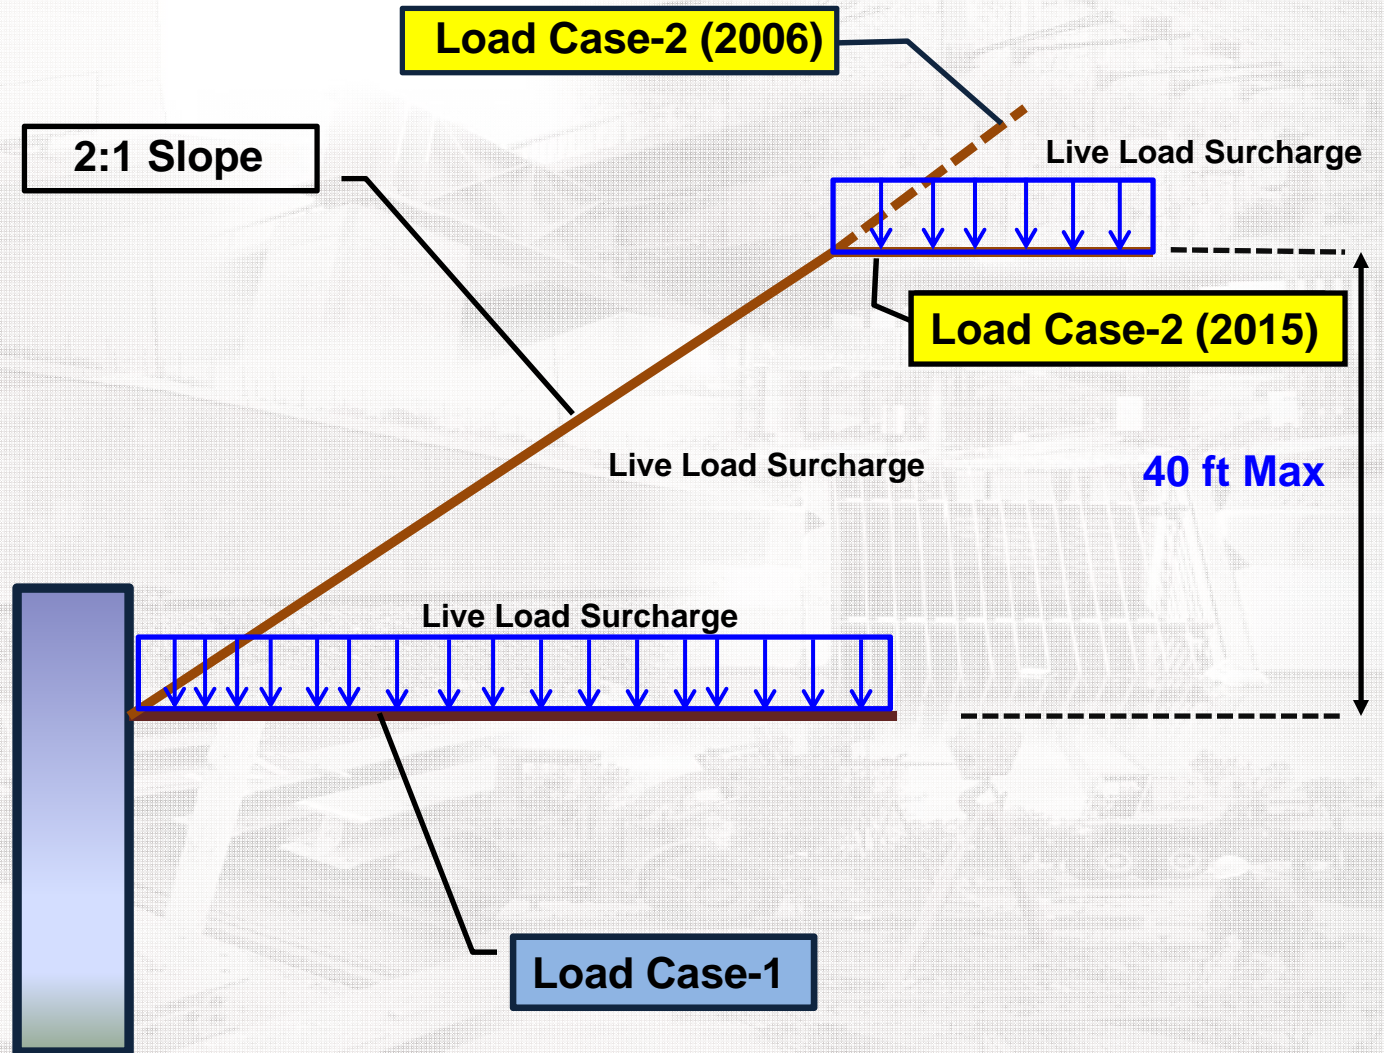 Load Case-2 (2006)
2:1 Slope
Live Load Surcharge
Load Case-2 (2015)
Live Load Surcharge
40 ft Max
Live Load Surcharge
Load Case-1